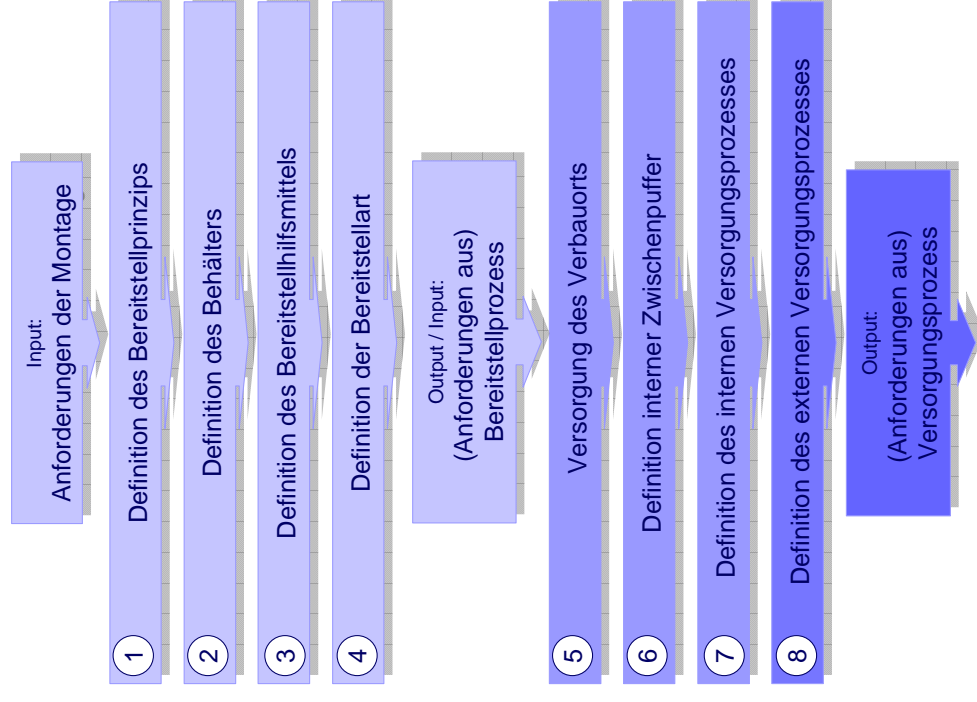 Input:
Anforderungen der Montage
1 Definition des Bereitstellprinzips
2 Definition des Behälters
3 Definition des Bereitstellhilfsmittels
4 Definition der Bereitstellart
Output / Input:
(Anforderungen aus)
Bereitstellprozess
5 Versorgung des Verbauorts
6 Definition interner Zwischenpuffer
7 Definition des internen Versorgungsprozesses
8 Definition des externen Versorgungsprozesses
Output:
(Anforderungen aus)
Versorgungsprozess